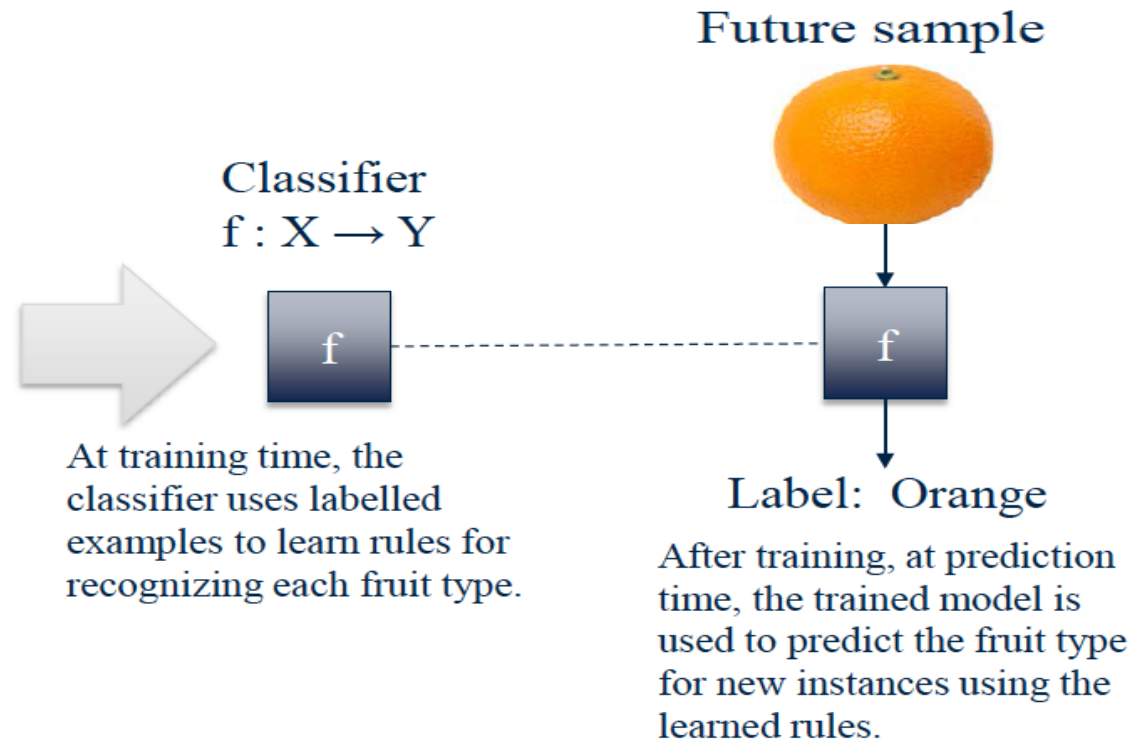 Future sample
Classifier
f : X → Y
f
f
At training time, the
classifier uses labelled
examples to learn rules for
recognizing each fruit type.
Label: Orange
After training, at prediction
time, the trained model is
used to predict the fruit type
for new instances using the
learned rules.